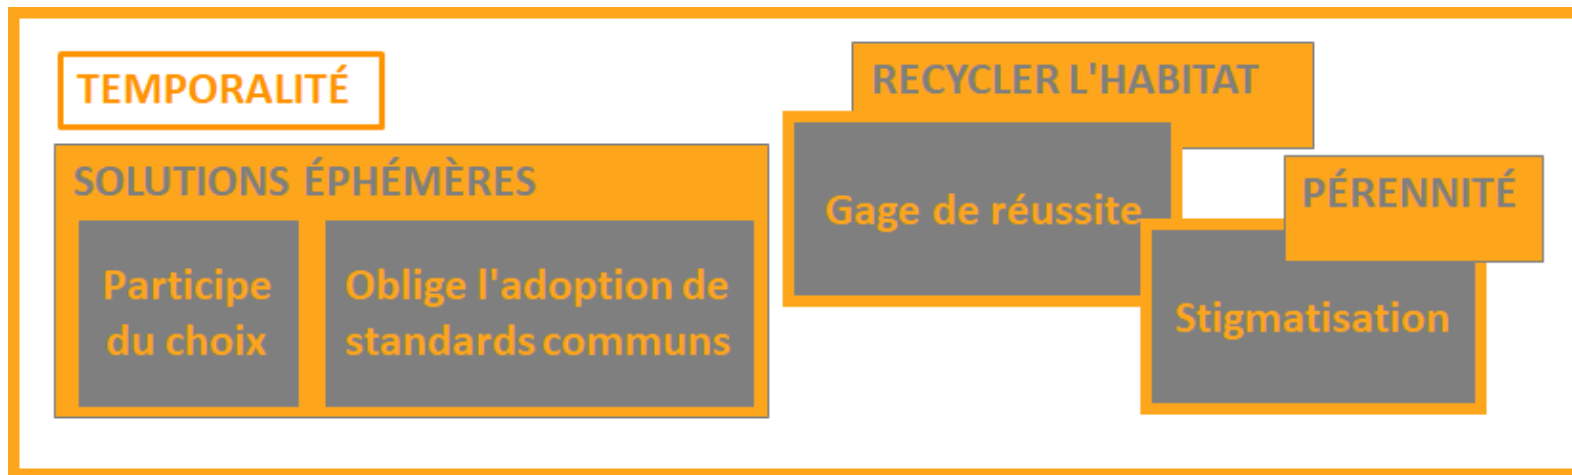 TEMPORALITÉ
SOLUTIONS ÉPHÉMÈRES
Participe
du choix
Oblige l'adoption de
standards communs
RECYCLER L'HABITAT
Gage de réussite
PÉRENNITÉ
Stigmatisation